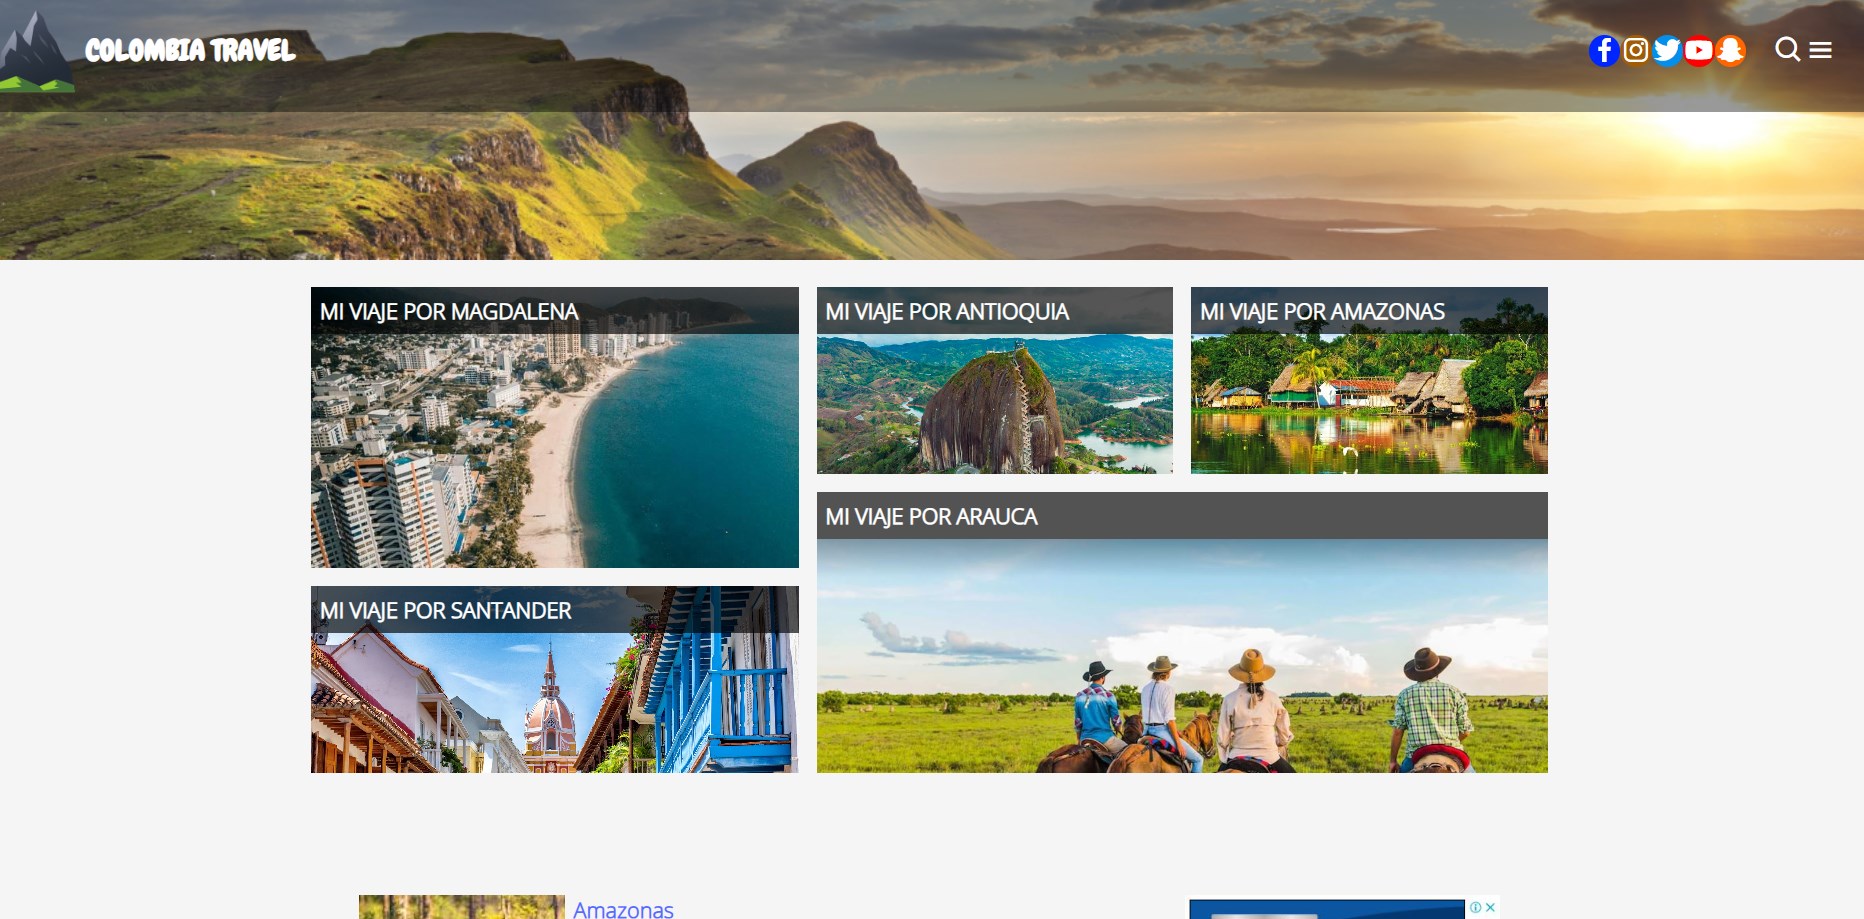 COLOMBIA TRAVEL
MI VIAJE POR MAGDALENA
MI VIAJE POR ANTIOQUIA
MI VIAJE POR AMAZONAS
MI VIAJE POR ARAUCA
MI VIAJE POR SANTANDER
Amazonas